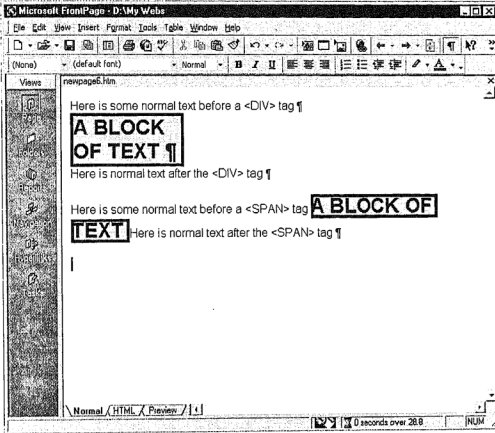 Microsoft FrontPage - D:\My Webs
File Edit View Insert Format Tools Table Window Help
(None) (default font) Normal B I U A
Views newpage6.htm
Here is some normal text before a <DIV> tag ¶
A BLOCK
OF TEXT ¶
Here is normal text after the <DIV> tag ¶
Here is some normal text before a <SPAN> tag A BLOCK OF
TEXT Here is normal text after the <SPAN> tag ¶
Normal HTML Preview
0 seconds over 28.8 NUM